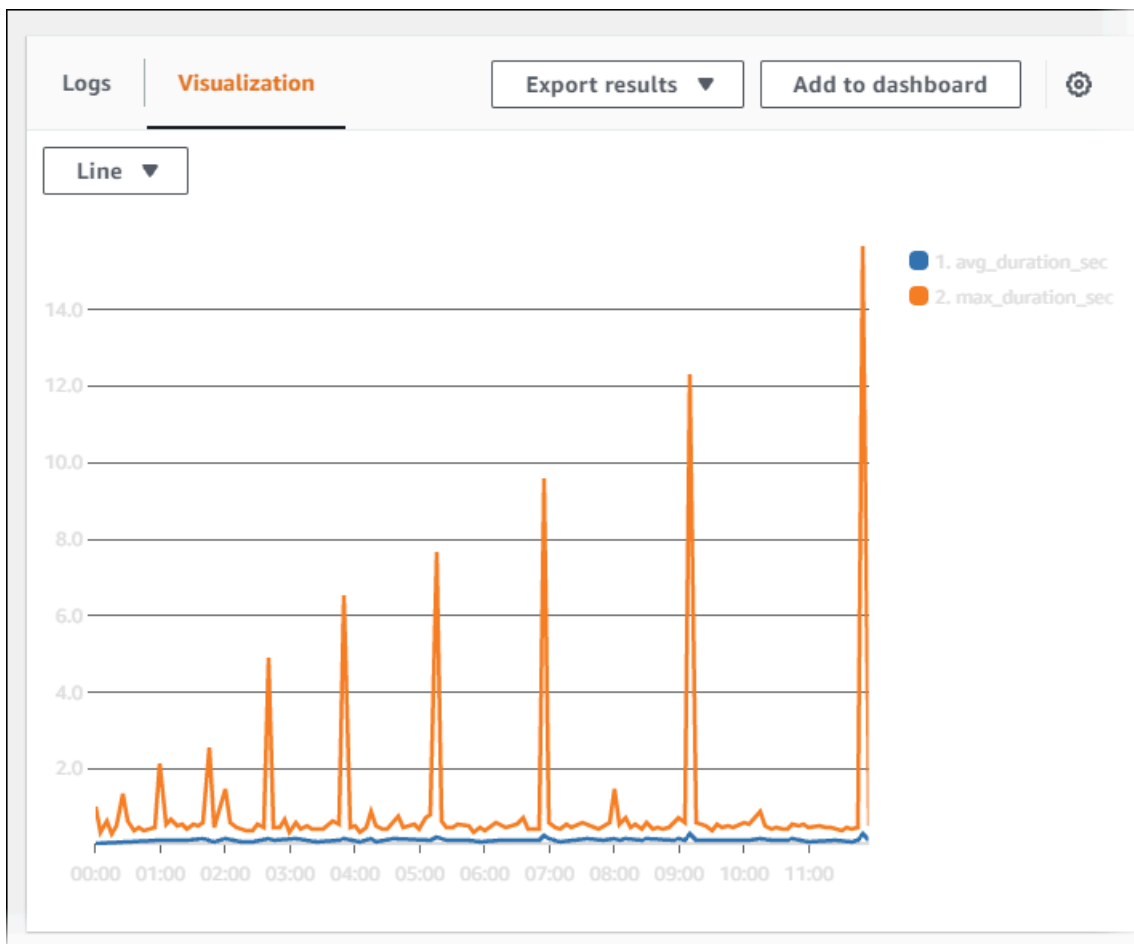 Logs Visualization Export results Add to dashboard
Line
1. avg_duration_sec
2. max_duration_sec
14.0
12.0
10.0
8.0
6.0
4.0
2.0
00:00 01:00 02:00 03:00 04:00 05:00 06:00 07:00 08:00 09:00 10:00 11:00